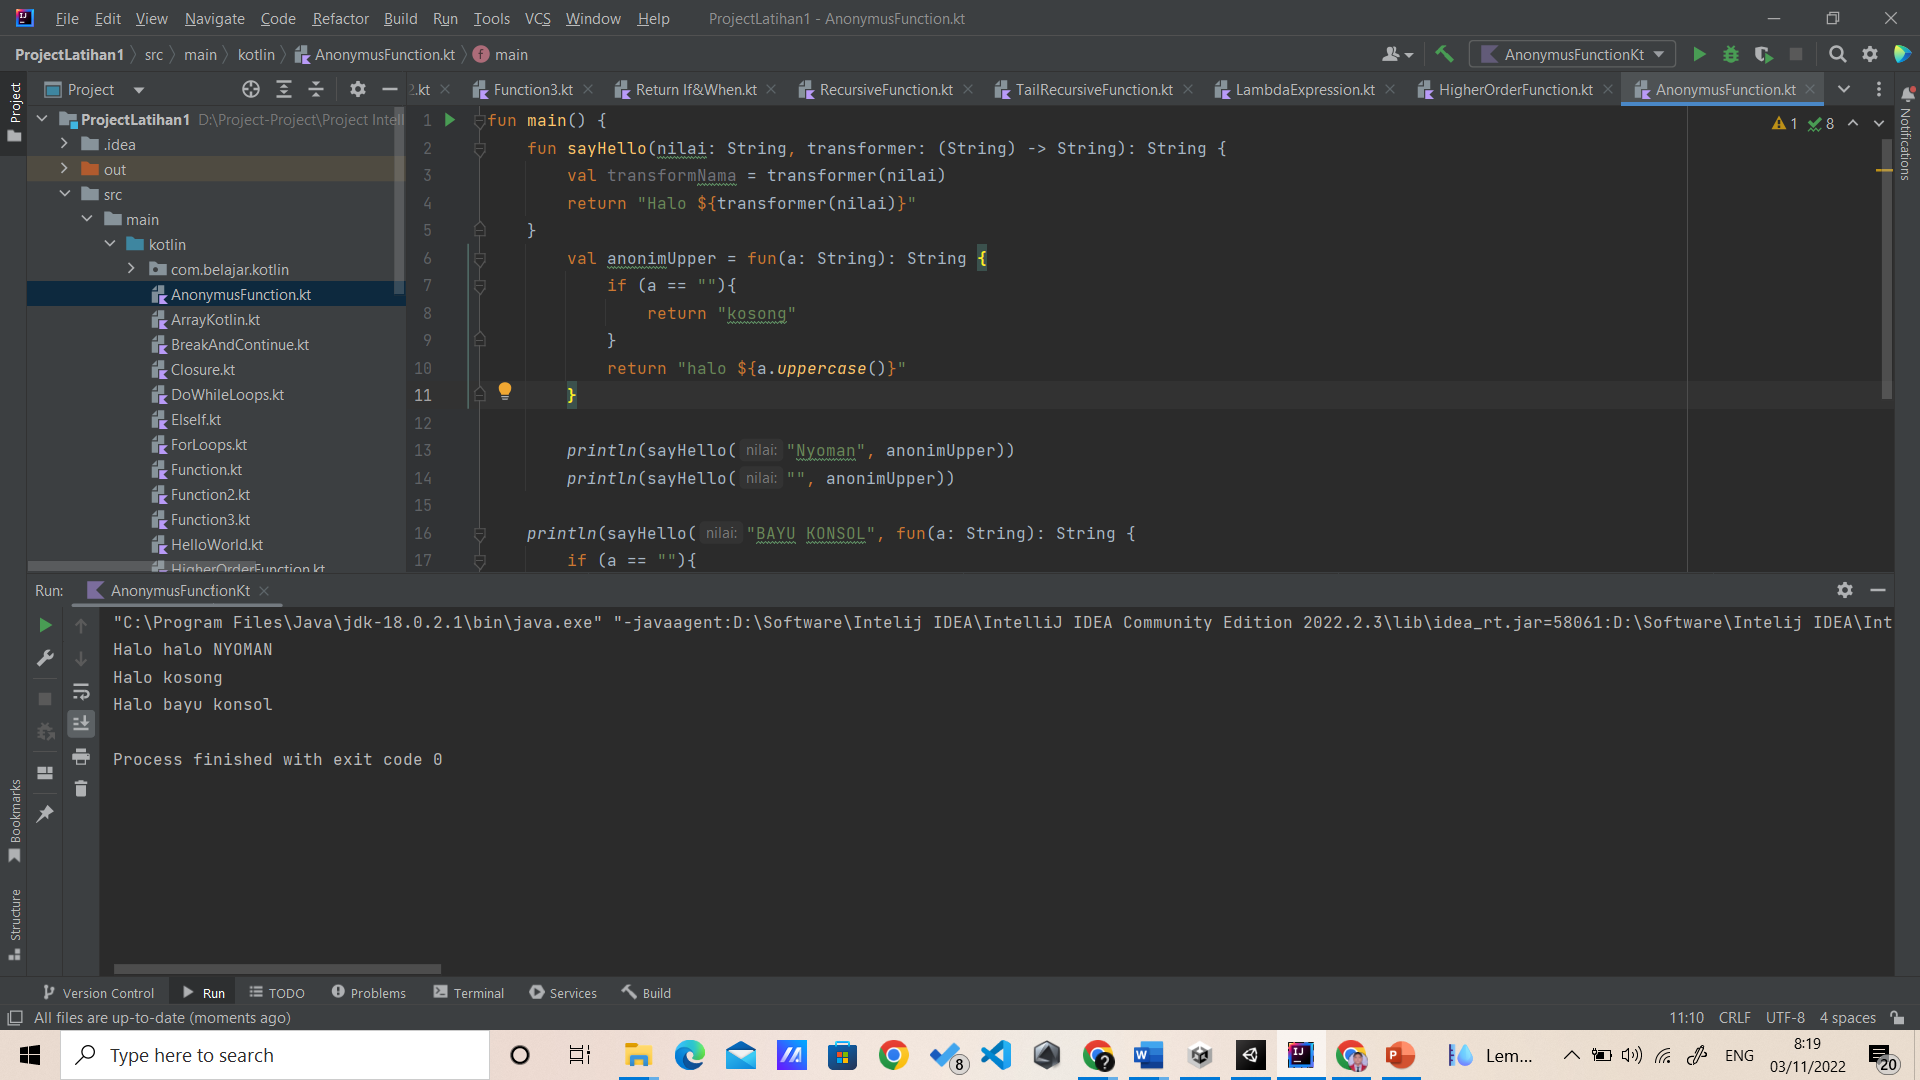 File Edit View Navigate Code Refactor Build Run Tools VCS Window Help ProjectLatihan1 - AnonymusFunction.kt
ProjectLatihan1 src main kotlin AnonymusFunction.kt main AnonymusFunctionKt
Project 2.kt Function3.kt Return If&When.kt RecursiveFunction.kt TailRecursiveFunction.kt LambdaExpression.kt HigherOrderFunction.kt AnonymusFunction.kt
Project
Notifications
ProjectLatihan1 D:\Project-Project\Project Intell
.idea
out
src
main
kotlin
com.belajar.kotlin
AnonymusFunction.kt
ArrayKotlin.kt
BreakAndContinue.kt
Closure.kt
DoWhileLoops.kt
ElseIf.kt
ForLoops.kt
Function.kt
Function2.kt
Function3.kt
HelloWorld.kt
HigherOrderFunction.kt
1 fun main() {
2 fun sayHello(nilai: String, transformer: (String) -> String): String {
3 val transformNama = transformer(nilai)
4 return "Halo ${transformer(nilai)}"
5 }
6 val anonimUpper = fun(a: String): String {
7 if (a == ""){
8 return "kosong"
9 }
10 return "halo ${a.uppercase()}"
11 }
12
13 println(sayHello( nilai: "Nyoman", anonimUpper))
14 println(sayHello( nilai: "", anonimUpper))
15
16 println(sayHello( nilai: "BAYU KONSOL", fun(a: String): String {
17 if (a == ""){
1 8
Run: AnonymusFunctionKt
"C:\Program Files\Java\jdk-18.0.2.1\bin\java.exe" "-javaagent:D:\Software\Intelij IDEA\IntelliJ IDEA Community Edition 2022.2.3\lib\idea_rt.jar=58061:D:\Software\Intelij IDEA\Int
Halo halo NYOMAN
Halo kosong
Halo bayu konsol
Process finished with exit code 0
Bookmarks
Structure
Version Control Run TODO Problems Terminal Services Build
All files are up-to-date (moments ago) 11:10 CRLF UTF-8 4 spaces
Type here to search 8 Lem... ENG 8:19
03/11/2022 20